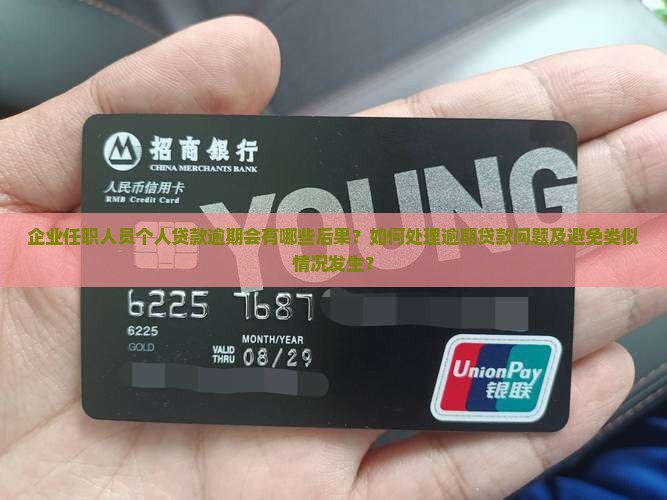 招商银行
CHINA MERCHANTS BANK
人民币信用卡
RMB Credit Card
YOUNG
企业任职人员个人贷款逾期会有哪些后果？如何处理逾期贷款问题及避免类似
情况发生？
6225 7687
6225
GOLD
VALID THRU
MONTH/YEAR
08/29
UnionPay
银联